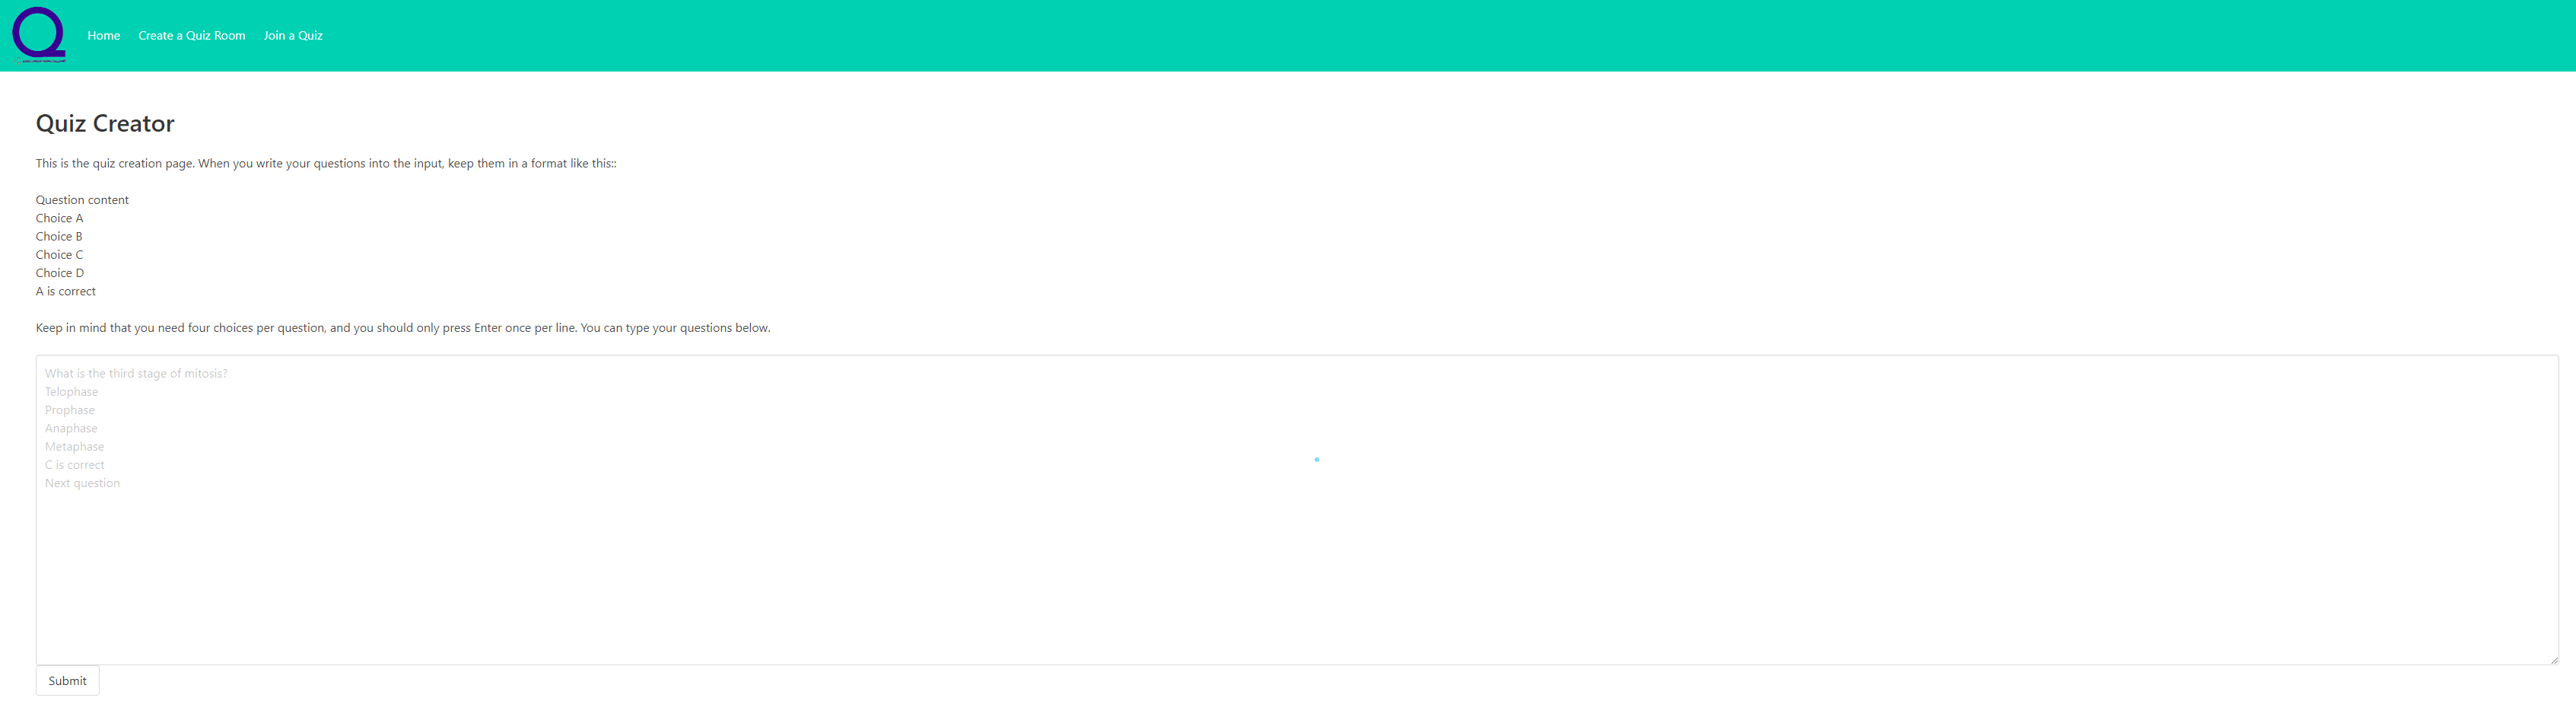 Home Create a Quiz Room Join a Quiz
Quiz Creator
This is the quiz creation page. When you write your questions into the input, keep them in a format like this::
Question content
Choice A
Choice B
Choice C
Choice D
A is correct
Keep in mind that you need four choices per question, and you should only press Enter once per line. You can type your questions below.
What is the third stage of mitosis?
Telophase
Prophase
Anaphase
Metaphase
C is correct
Next question
Submit